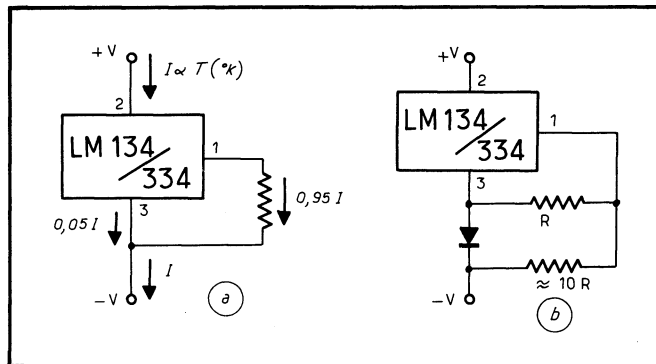 +V
I ∝ T (°K)
2
LM 134/334
1
3
0,05 I
0,95 I
I
−V
a
+V
2
LM 134/334
1
3
R
≈ 10 R
−V
b